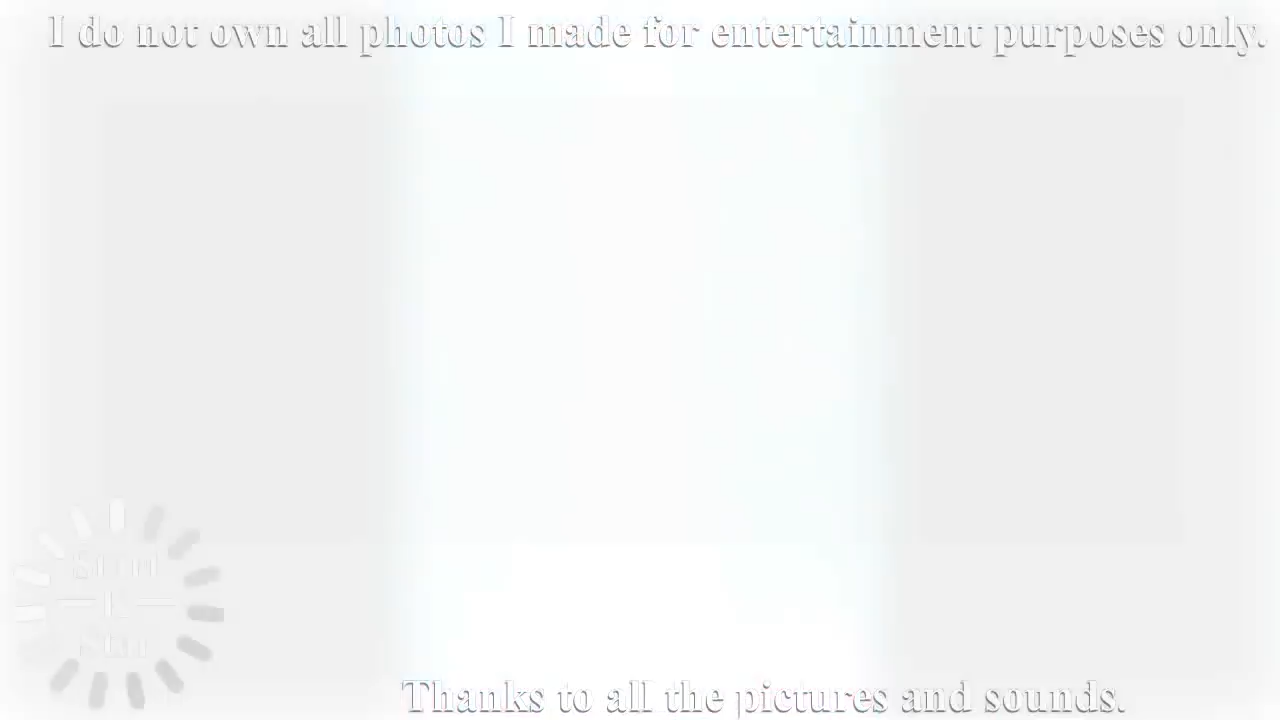 I do not own all photos I made for entertainment purposes only.
Thanks to all the pictures and sounds.